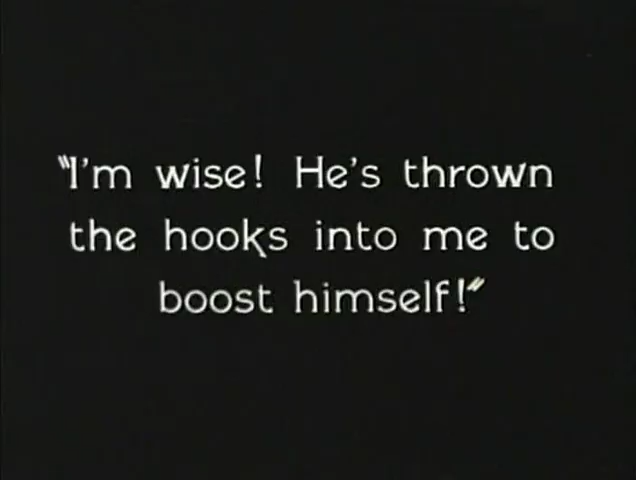 "I'm wise! He's thrown
the hooks into me to
boost himself!"